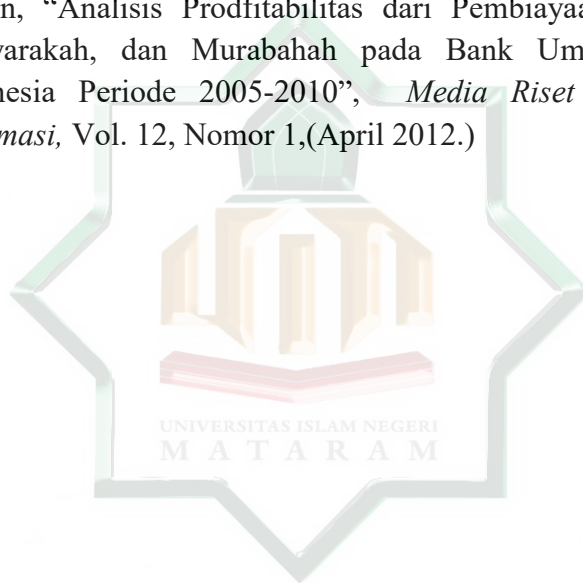 n, “Analisis Prodfitabilitas dari Pembiayaa
yarakah, dan Murabahah pada Bank Um
nesia Periode 2005-2010”, Media Riset
masi, Vol. 12, Nomor 1,(April 2012.)
UNIVERSITAS ISLAM NEGERI
MATARAM